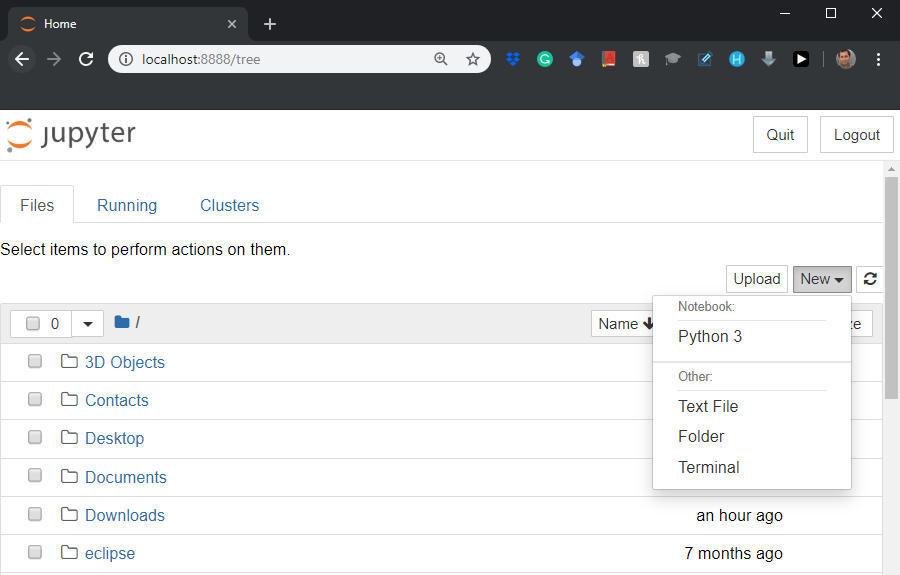 Home
localhost:8888/tree
jupyter
Quit
Logout
Files
Running
Clusters
Select items to perform actions on them.
Upload
New
0
/
Name
ze
Notebook:
Python 3
Other:
Text File
Folder
Terminal
3D Objects
Contacts
Desktop
Documents
Downloads
an hour ago
eclipse
7 months ago